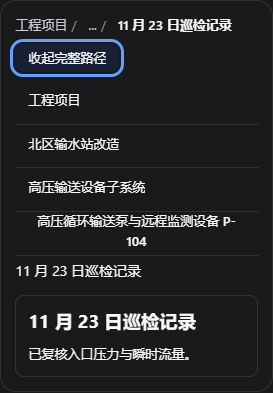 工程项目 / ... / 11 月 23 日巡检记录
收起完整路径
工程项目
北区输水站改造
高压输送设备子系统
高压循环输送泵与远程监测设备 P-
104
11 月 23 日巡检记录
11 月 23 日巡检记录
已复核入口压力与瞬时流量。